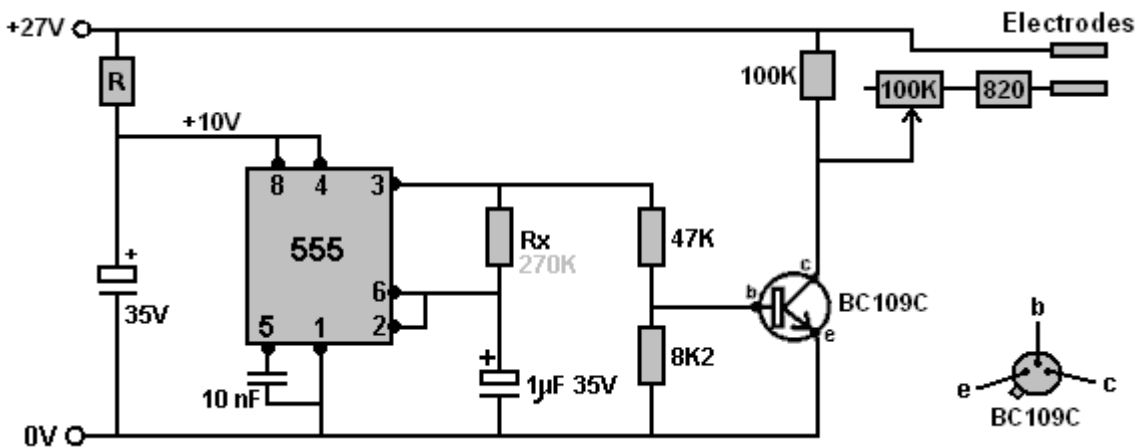 +27V
Electrodes
R
100K
100K
820
+10V
8 4 3
555
Rx
270K
47K
+
35V
6
2
5 1
c
b
BC109C
e
+
10 nF
1µF 35V
8K2
b
e
c
BC109C
0V